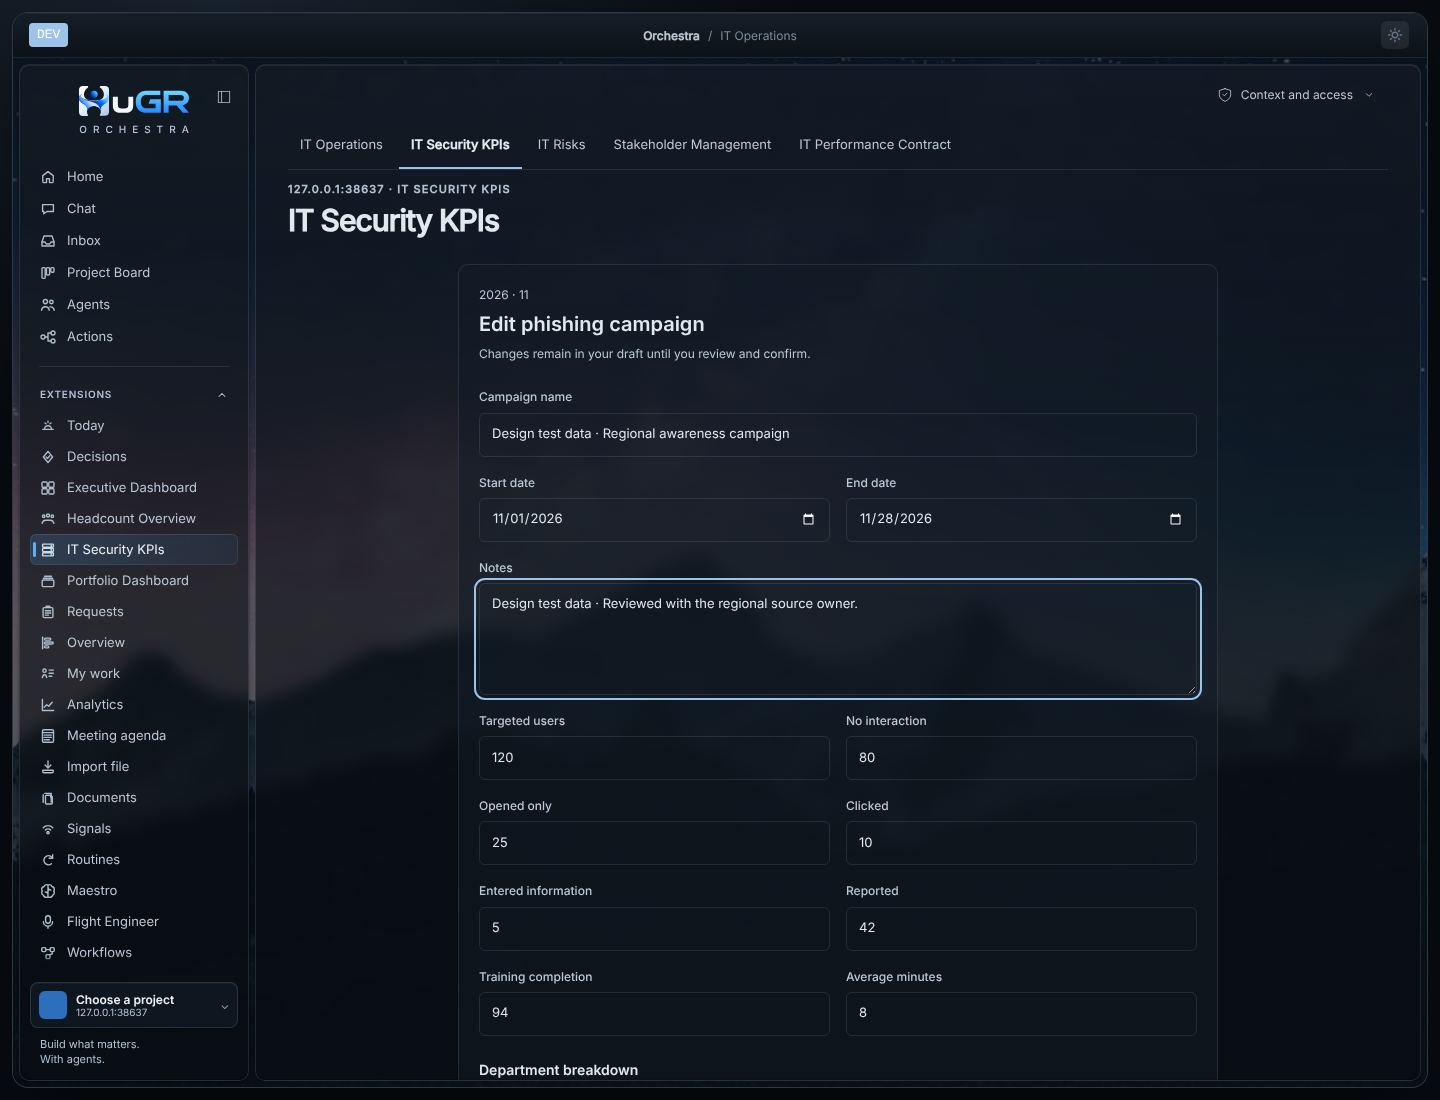 DEV
Orchestra / IT Operations
HuGR
ORCHESTRA
Context and access
Home
Chat
Inbox
Project Board
Agents
Actions
EXTENSIONS
Today
Decisions
Executive Dashboard
Headcount Overview
IT Security KPIs
Portfolio Dashboard
Requests
Overview
My work
Analytics
Meeting agenda
Import file
Documents
Signals
Routines
Maestro
Flight Engineer
Workflows
Choose a project
127.0.0.1:38637
Build what matters.
With agents.
IT Operations
IT Security KPIs
IT Risks
Stakeholder Management
IT Performance Contract
127.0.0.1:38637 · IT SECURITY KPIS
IT Security KPIs
2026 · 11
Edit phishing campaign
Changes remain in your draft until you review and confirm.
Campaign name
Design test data · Regional awareness campaign
Start date
11/01/2026
End date
11/28/2026
Notes
Design test data · Reviewed with the regional source owner.
Targeted users
120
No interaction
80
Opened only
25
Clicked
10
Entered information
5
Reported
42
Training completion
94
Average minutes
8
Department breakdown